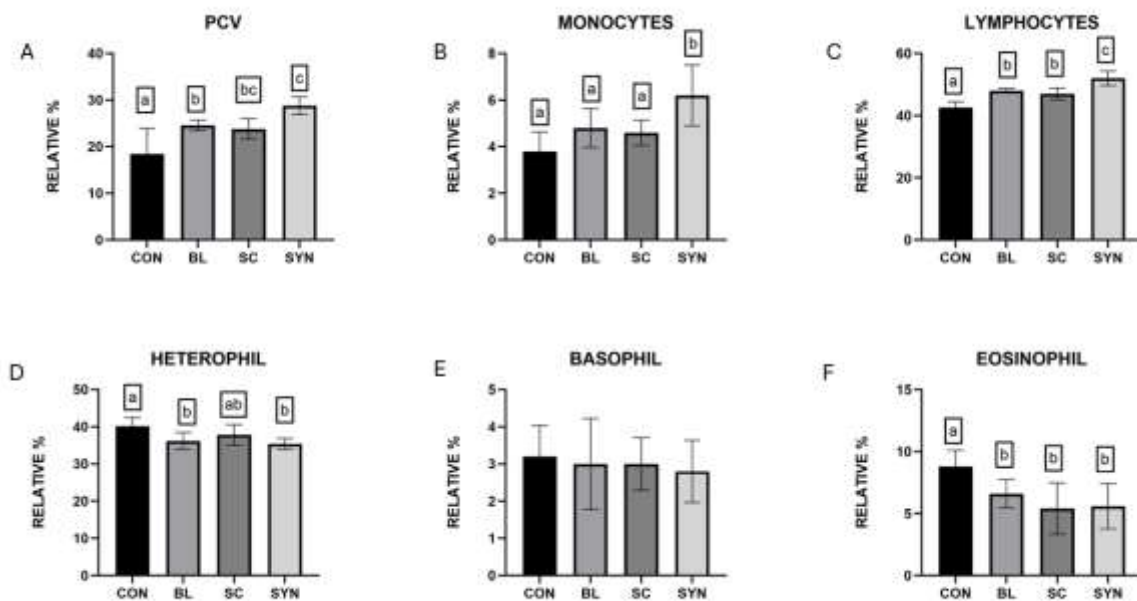 A
PCV
RELATIVE %
40
30
20
10
0
a
b
bc
c
CON BL SC SYN
B
MONOCYTES
RELATIVE %
8
6
4
2
0
a
a
a
b
CON BL SC SYN
C
LYMPHOCYTES
RELATIVE %
60
40
20
0
a
b
b
c
CON BL SC SYN
D
HETEROPHIL
RELATIVE %
50
40
30
20
10
0
a
b
ab
b
CON BL SC SYN
E
BASOPHIL
RELATIVE %
5
4
3
2
1
0
CON BL SC SYN
F
EOSINOPHIL
RELATIVE %
15
10
5
0
a
b
b
b
CON BL SC SYN